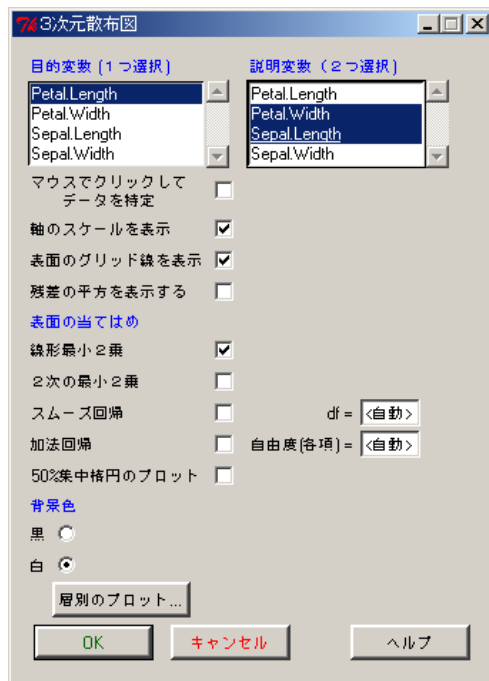 7k 3次元散布図
目的変数 (1つ選択)
説明変数 (2つ選択)
Petal.Length
Petal.Width
Sepal.Length
Sepal.Width
Petal.Length
Petal.Width
Sepal.Length
Sepal.Width
マウスでクリックして
データを特定
軸のスケールを表示
表面のグリッド線を表示
残差の平方を表示する
表面の当てはめ
線形最小2乗
2次の最小2乗
スムーズ回帰
df = <自動>
加法回帰
自由度(各項) = <自動>
50%集中楕円のプロット
背景色
黒
白
層別のプロット...
OK
キャンセル
ヘルプ